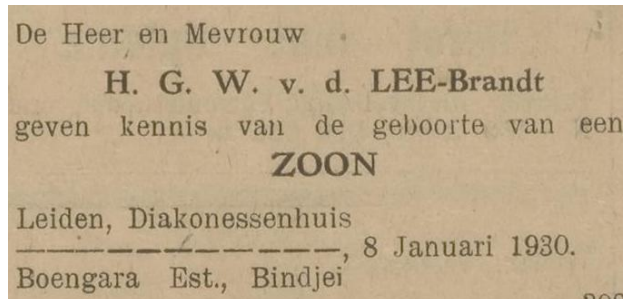 De Heer en Mevrouw
H. G. W. v. d. LEE-Brandt
geven kennis van de geboorte van een
ZOON
Leiden, Diakonessenhuis
———————————, 8 Januari 1930.
Boengara Est., Bindjei